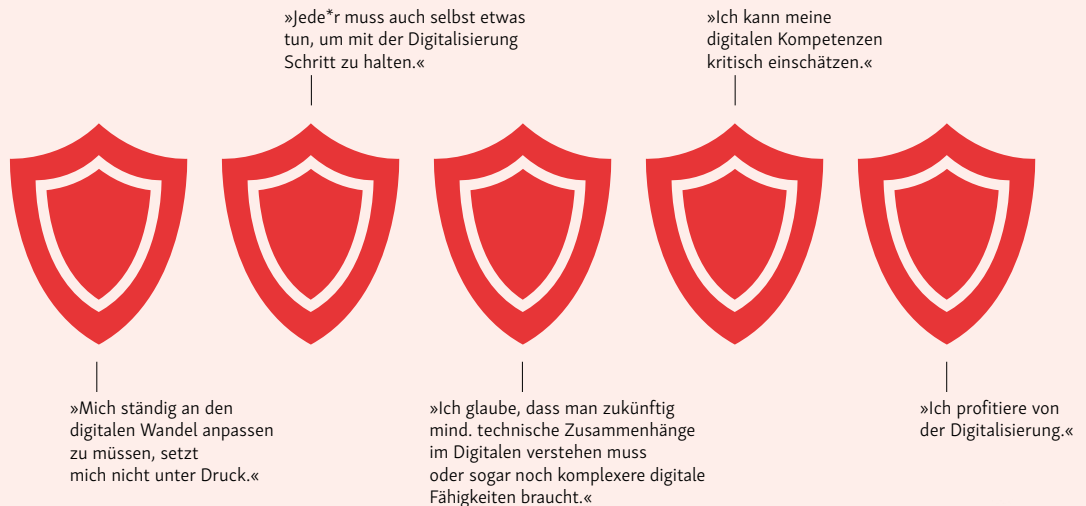 »Jede*r muss auch selbst etwas
tun, um mit der Digitalisierung
Schritt zu halten.«
»Ich kann meine
digitalen Kompetenzen
kritisch einschätzen.«
»Mich ständig an den
digitalen Wandel anpassen
zu müssen, setzt
mich nicht unter Druck.«
»Ich glaube, dass man zukünftig
mind. technische Zusammenhänge
im Digitalen verstehen muss
oder sogar noch komplexere digitale
Fähigkeiten braucht.«
»Ich profitiere von
der Digitalisierung.«